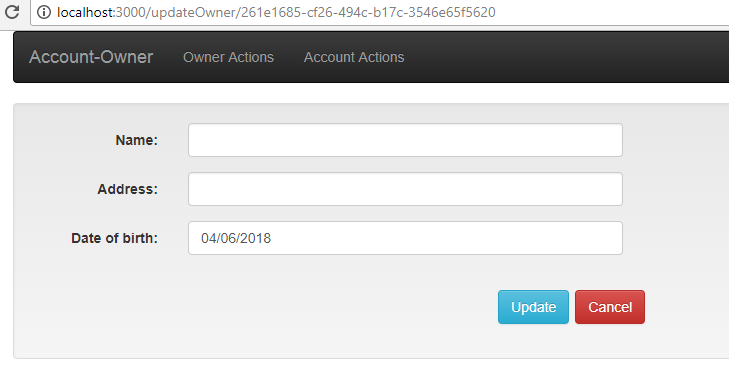 localhost:3000/updateOwner/261e1685-cf26-494c-b17c-3546e65f5620
Account-Owner Owner Actions Account Actions
Name:
Address:
Date of birth: 04/06/2018
Update Cancel